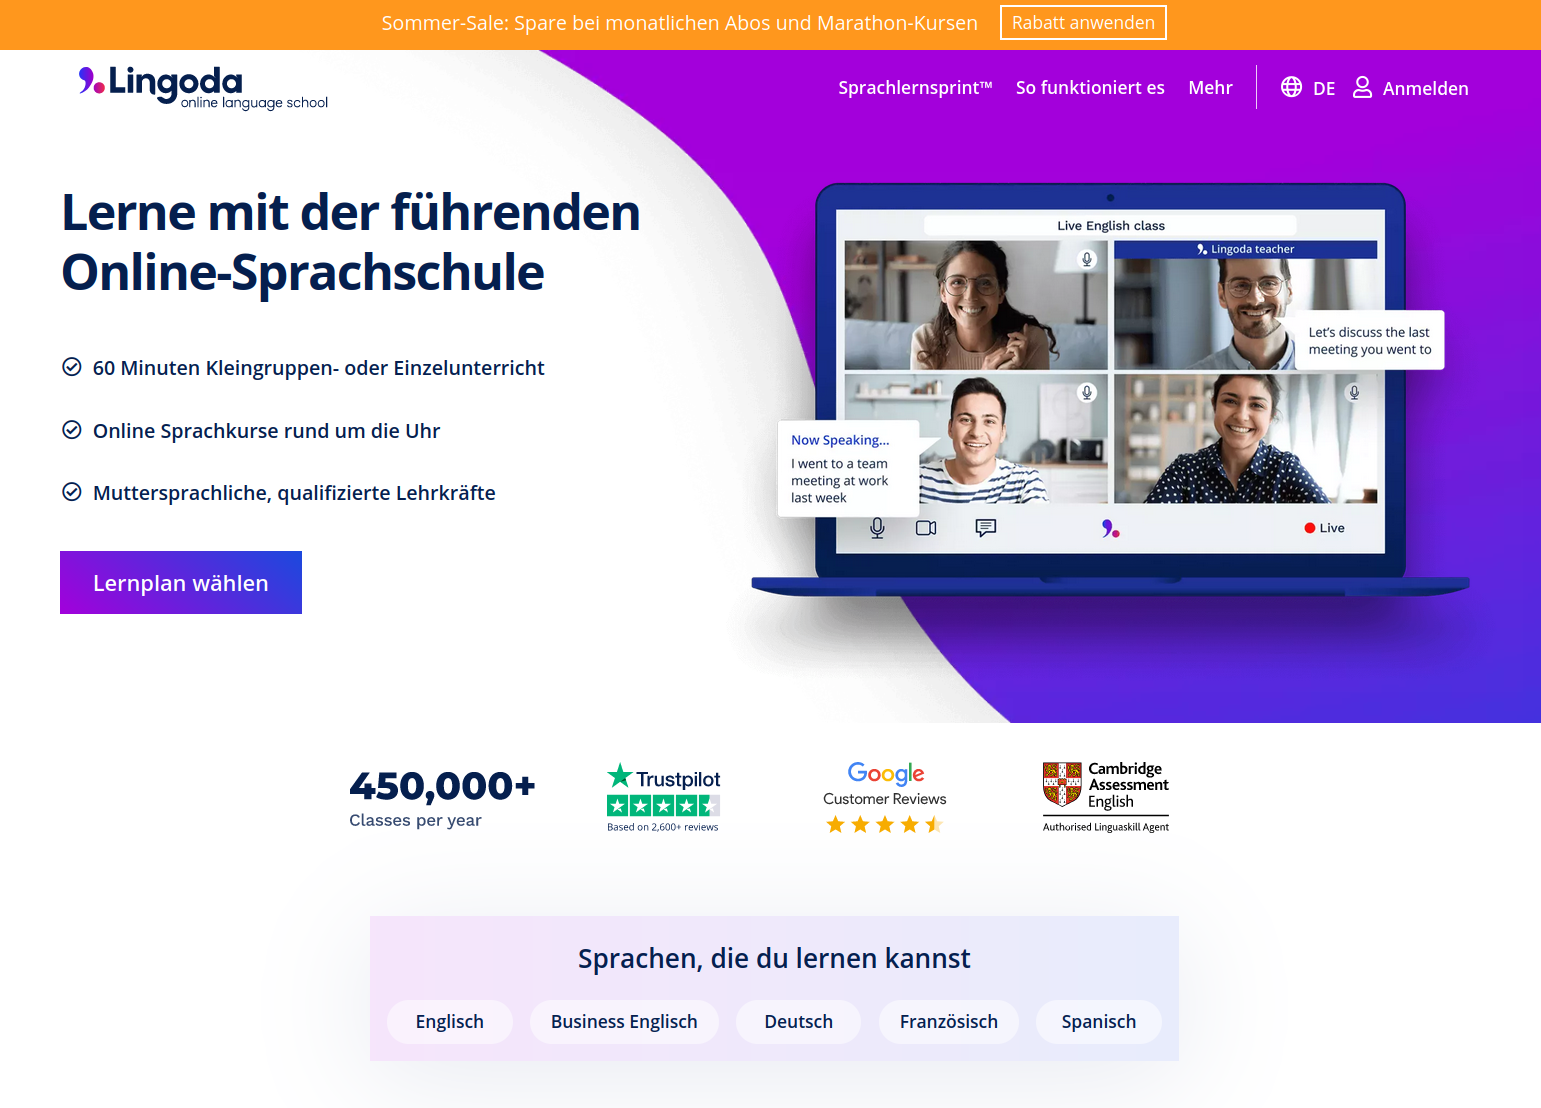 Sommer-Sale: Spare bei monatlichen Abos und Marathon-Kursen
Rabatt anwenden
Lingoda
online language school
Sprachlernsprint™
So funktioniert es
Mehr
DE
Anmelden
Lerne mit der führenden
Online-Sprachschule
60 Minuten Kleingruppen- oder Einzelunterricht
Online Sprachkurse rund um die Uhr
Muttersprachliche, qualifizierte Lehrkräfte
Lernplan wählen
Live English class
Lingoda teacher
Let's discuss the last
meeting you went to
Now Speaking...
I went to a team
meeting at work
last week
Live
450,000+
Classes per year
Trustpilot
Based on 2,600+ reviews
Google
Customer Reviews
Cambridge
Assessment
English
Authorised Linguaskill Agent
Sprachen, die du lernen kannst
Englisch
Business Englisch
Deutsch
Französisch
Spanisch